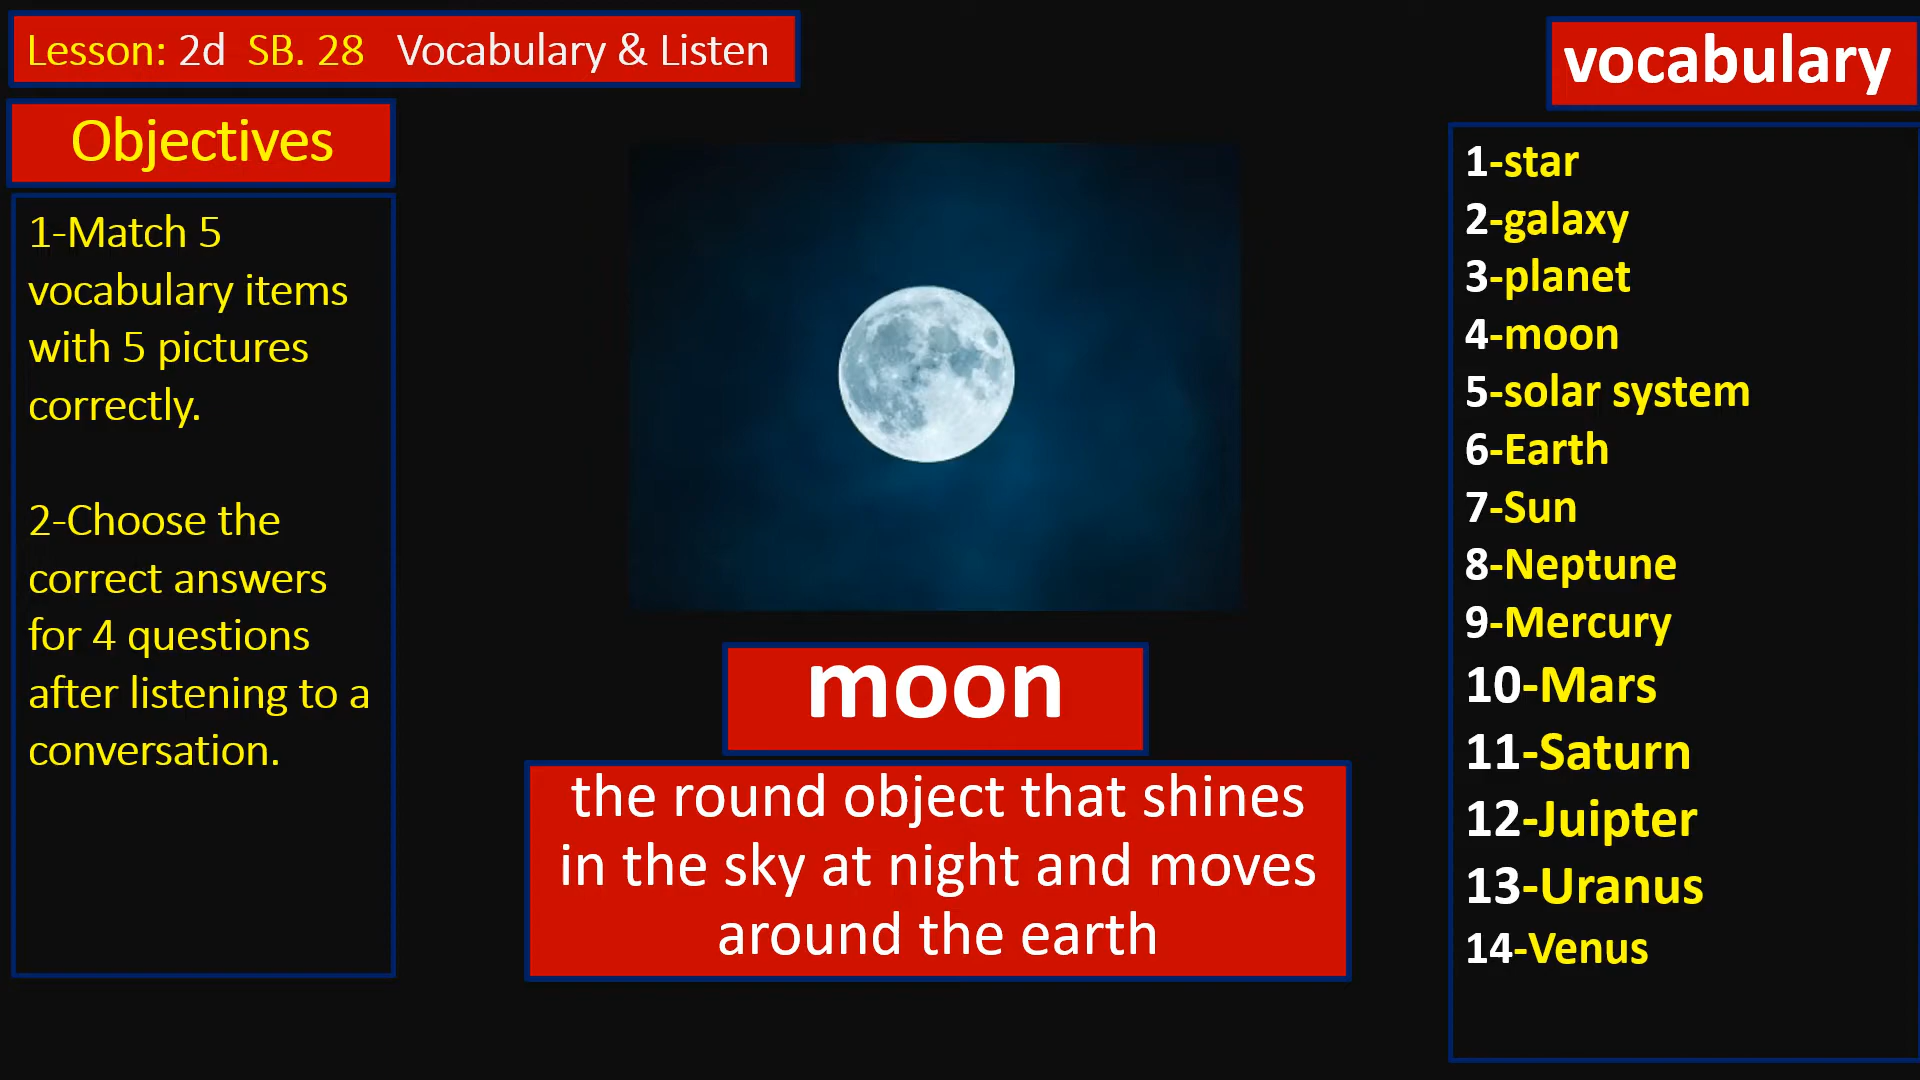 Lesson: 2d SB. 28 Vocabulary & Listen
Objectives
1-Match 5
vocabulary items
with 5 pictures
correctly.
2-Choose the
correct answers
for 4 questions
after listening to a
conversation.
moon
the round object that shines
in the sky at night and moves
around the earth
vocabulary
1-star
2-galaxy
3-planet
4-moon
5-solar system
6-Earth
7-Sun
8-Neptune
9-Mercury
10-Mars
11-Saturn
12-Juipter
13-Uranus
14-Venus